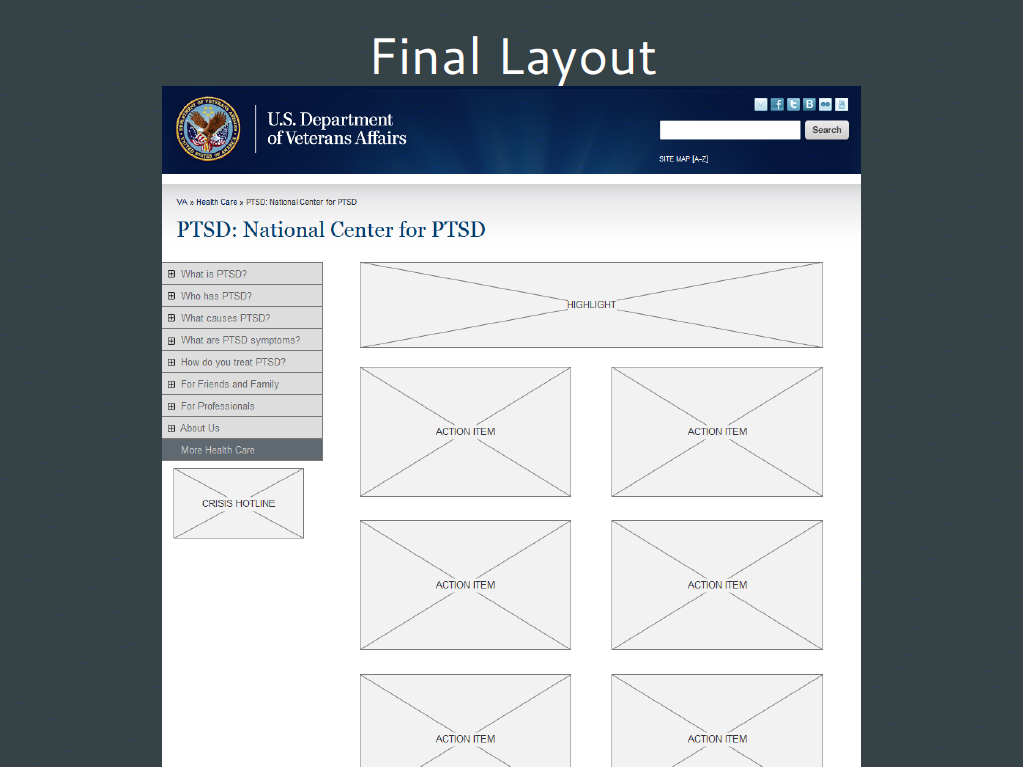 Final Layout
U.S. Department
of Veterans Affairs
Search
SITE MAP [A-Z]
VA » Health Care » PTSD: National Center for PTSD
PTSD: National Center for PTSD
What is PTSD?
Who has PTSD?
What causes PTSD?
What are PTSD symptoms?
How do you treat PTSD?
For Friends and Family
For Professionals
About Us
More Health Care
CRISIS HOTLINE
HIGHLIGHT
ACTION ITEM
ACTION ITEM
ACTION ITEM
ACTION ITEM
ACTION ITEM
ACTION ITEM